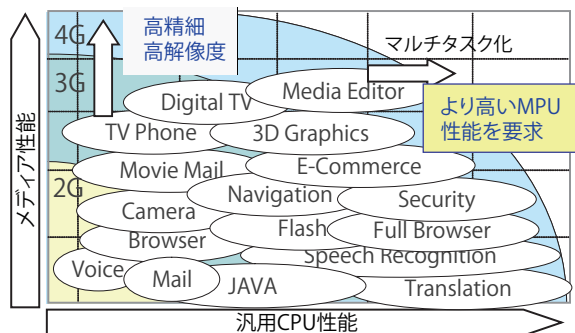 4G
高精細
高解像度
マルチタスク化
3G
Digital TV
Media Editor
より高いMPU
性能を要求
TV Phone
3D Graphics
Movie Mail
E-Commerce
2G
Navigation
Security
Camera
Flash
Full Browser
Browser
Speech Recognition
Voice
Mail
JAVA
Translation
メディア性能
汎用CPU性能